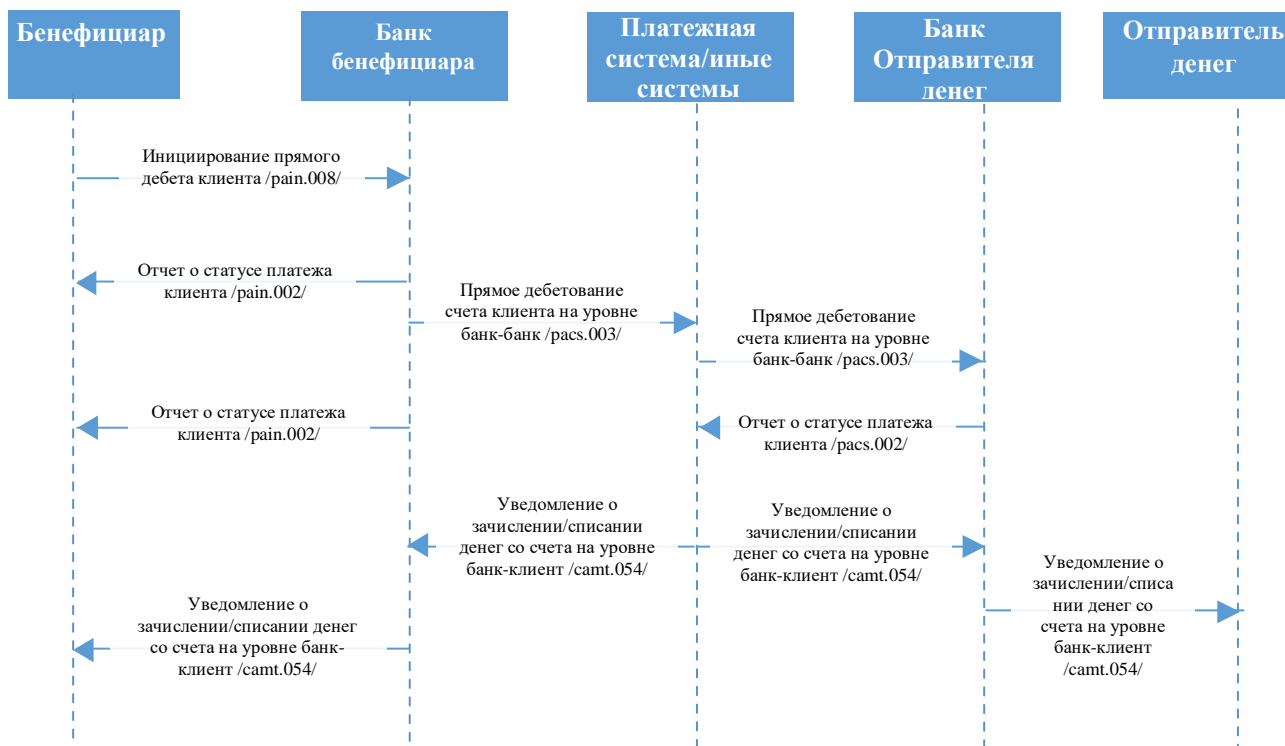 Бенефициар
Банк
бенефициара
Платежная
система/иные
системы
Банк
Отправителя
денег
Отправитель
денег
Инициирование прямого
дебета клиента /pain.008/
Отчет о статусе платежа
клиента /pain.002/
Прямое дебетование
счета клиента на уровне
банк-банк /pacs.003/
Прямое дебетование
счета клиента на уровне
банк-банк /pacs.003/
Отчет о статусе платежа
клиента /pain.002/
Отчет о статусе платежа
клиента /pacs.002/
Уведомление о
зачислении/списании
денег со счета на уровне
банк-клиент /camt.054/
Уведомление о
зачислении/списании
денег со счета на уровне
банк-клиент /camt.054/
Уведомление о
зачислении/списа
нии денег со
счета на уровне
банк-клиент
/camt.054/
Уведомление о
зачислении/списании денег
со счета на уровне банк-
клиент /camt.054/